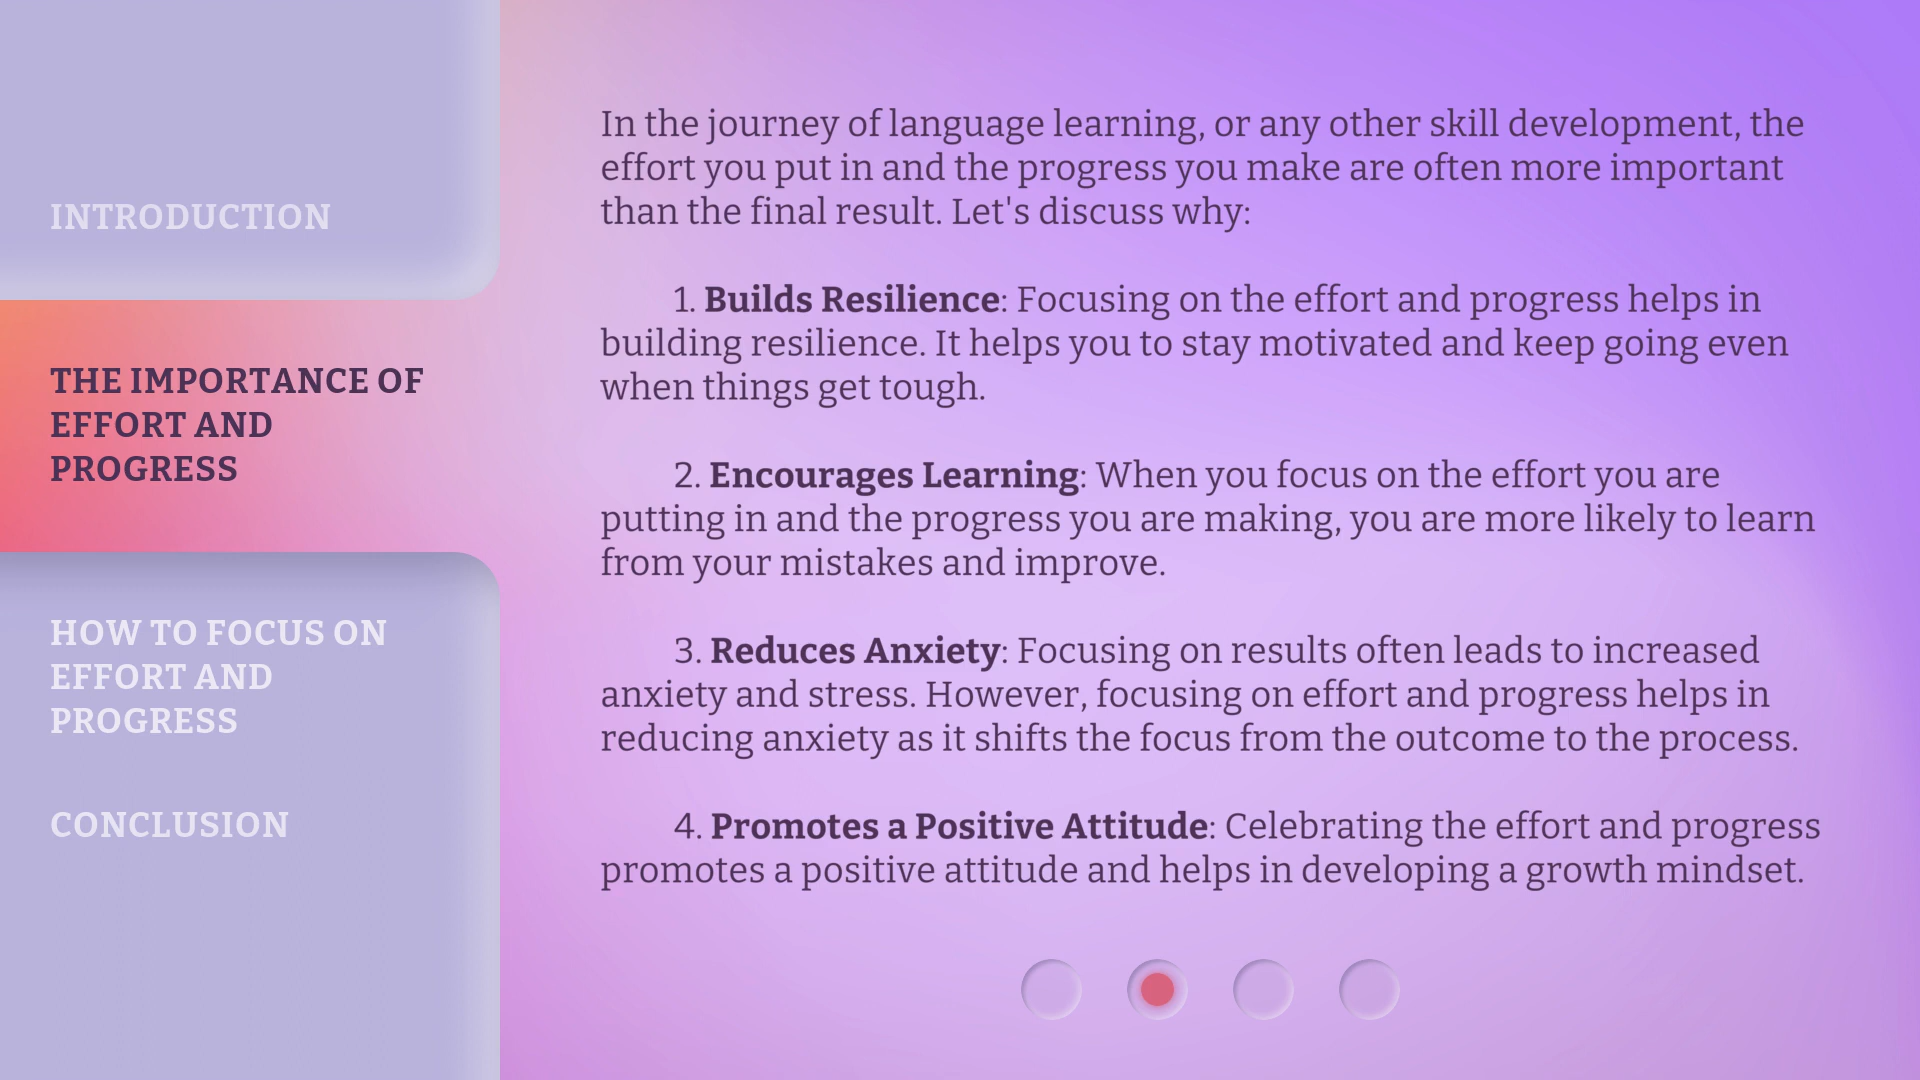 INTRODUCTION
THE IMPORTANCE OF
EFFORT AND
PROGRESS
HOW TO FOCUS ON
EFFORT AND
PROGRESS
CONCLUSION
In the journey of language learning, or any other skill development, the
effort you put in and the progress you make are often more important
than the final result. Let's discuss why:
1. Builds Resilience: Focusing on the effort and progress helps in
building resilience. It helps you to stay motivated and keep going even
when things get tough.
2. Encourages Learning: When you focus on the effort you are
putting in and the progress you are making, you are more likely to learn
from your mistakes and improve.
3. Reduces Anxiety: Focusing on results often leads to increased
anxiety and stress. However, focusing on effort and progress helps in
reducing anxiety as it shifts the focus from the outcome to the process.
4. Promotes a Positive Attitude: Celebrating the effort and progress
promotes a positive attitude and helps in developing a growth mindset.